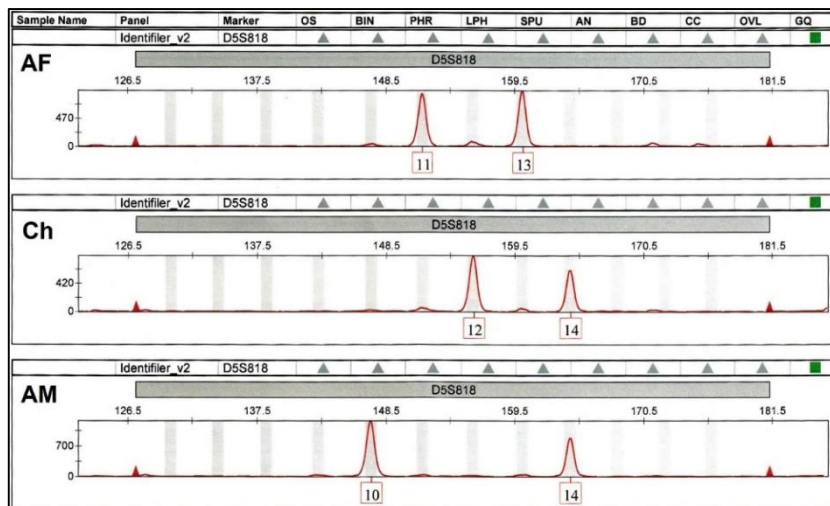 Sample Name Panel Marker OS BIN PHR LPH SPU AN BD CC OVL GQ
Identifiler_v2 D5S818
AF
D5S818
126.5 137.5 148.5 159.5 170.5 181.5
470
0
11 13
Identifiler_v2 D5S818
Ch
D5S818
126.5 137.5 148.5 159.5 170.5 181.5
420
0
12 14
Identifiler_v2 D5S818
AM
D5S818
126.5 137.5 148.5 159.5 170.5 181.5
700
0
10 14